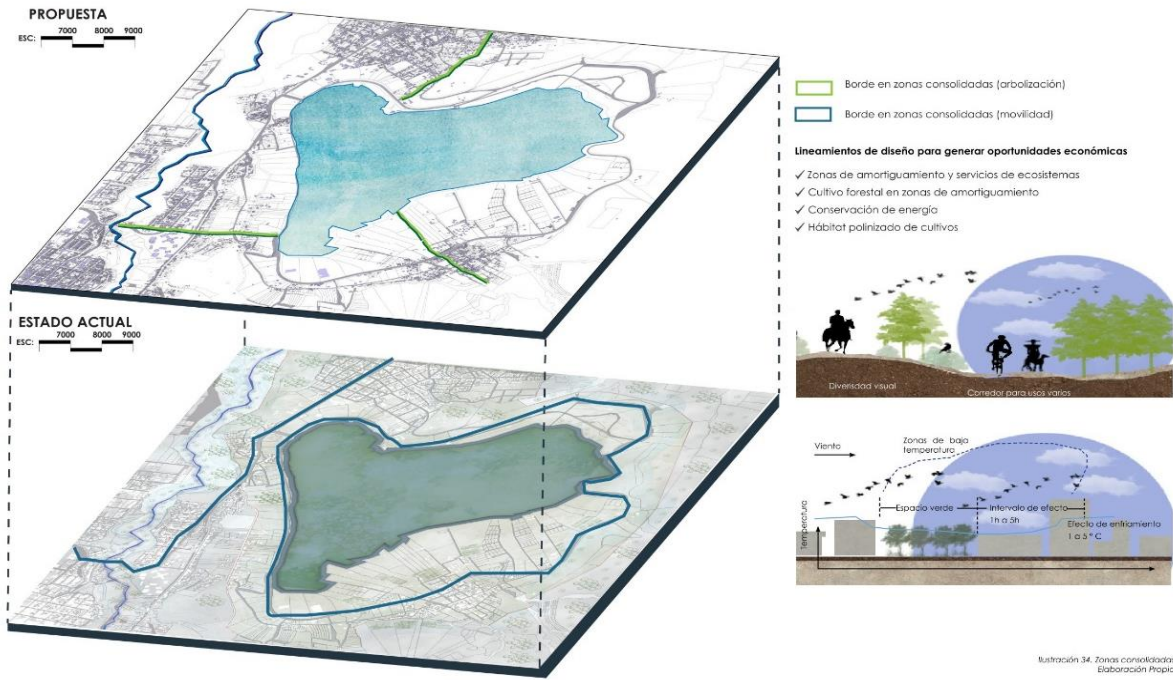 PROPUESTA
ESC: 7000 8000 9000
ESTADO ACTUAL
ESC: 7000 8000 9000
Borde en zonas consolidadas (arbolización)
Borde en zonas consolidadas (movilidad)
Lineamientos de diseño para generar oportunidades económicas
✓ Zonas de amortiguamiento y servicios de ecosistemas
✓ Cultivo forestal en zonas de amortiguamiento
✓ Conservación de energía
✓ Hábitat polinizado de cultivos
Diversidad visual
Corredor para usos varios
Viento
Zonas de baja
temperatura
Espacio verde
Intervalo de efecto
1h a 5h
Efecto de enfriamiento
1 a 5 ° C
Temperatura
Ilustración 34. Zonas consolidadas
Elaboración Propia